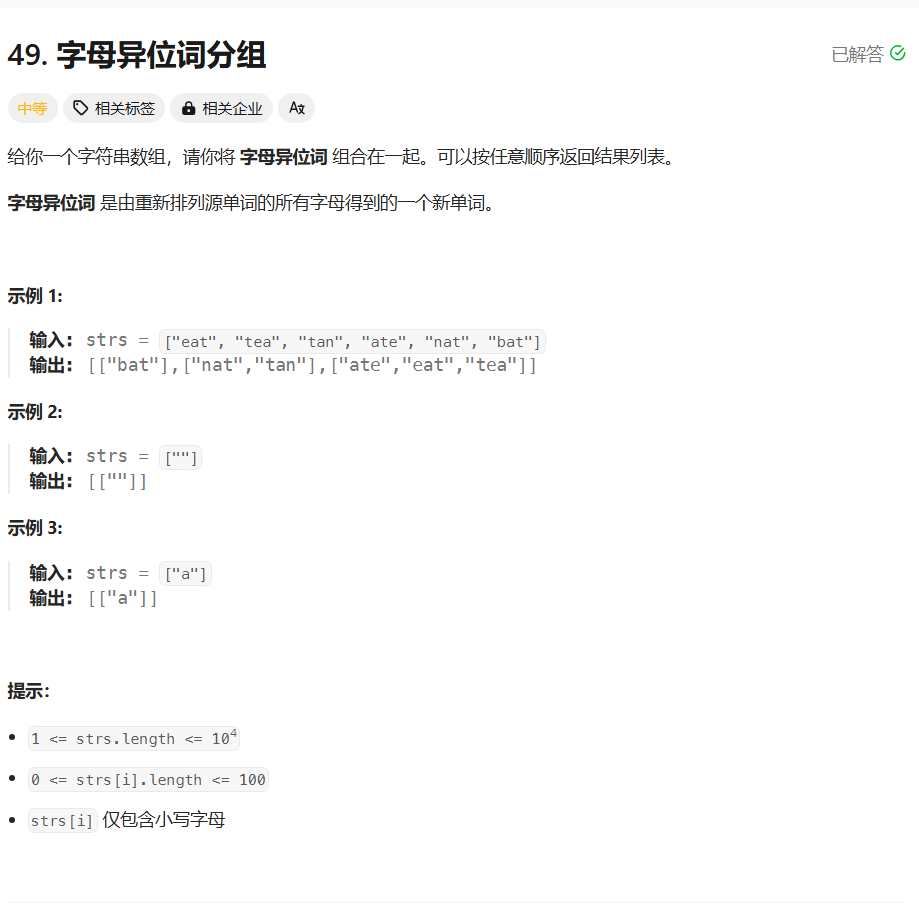 49. 字母异位词分组
已解答
中等
相关标签
相关企业
给你一个字符串数组，请你将 字母异位词 组合在一起。可以按任意顺序返回结果列表。
字母异位词 是由重新排列源单词的所有字母得到的一个新单词。
示例 1:
输入: strs = ["eat", "tea", "tan", "ate", "nat", "bat"]
输出: [["bat"],["nat","tan"],["ate","eat","tea"]]
示例 2:
输入: strs = [""]
输出: [[""]]
示例 3:
输入: strs = ["a"]
输出: [["a"]]
提示：
1 <= strs.length <= 10⁴
0 <= strs[i].length <= 100
strs[i] 仅包含小写字母